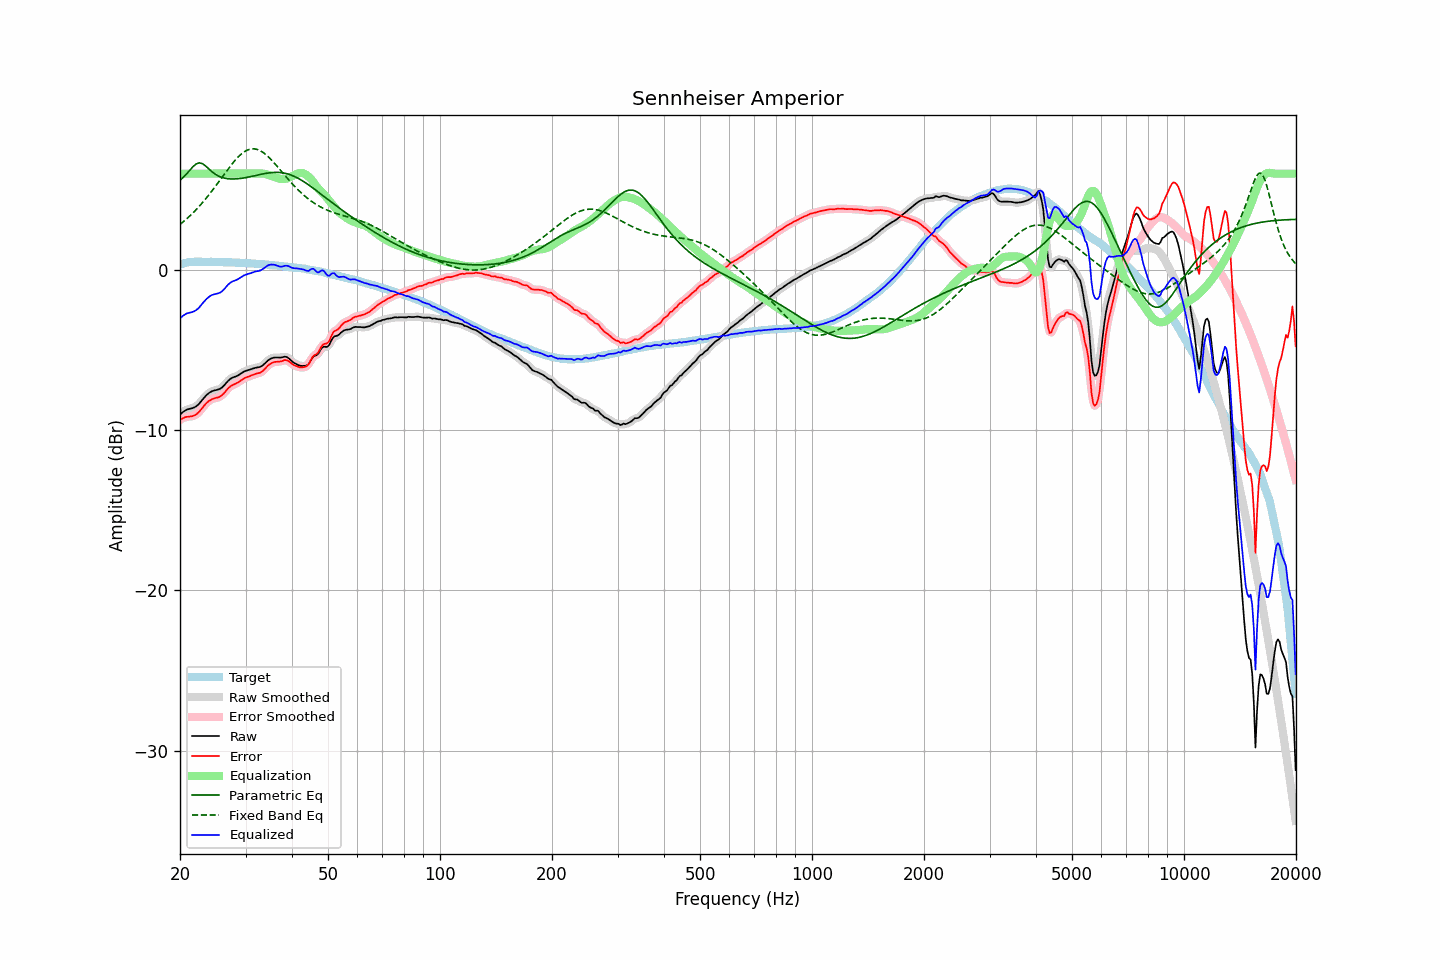 Sennheiser Amperior
Amplitude (dBr)
0
−10
−20
−30
Target
Raw Smoothed
Error Smoothed
Raw
Error
Equalization
Parametric Eq
Fixed Band Eq
Equalized
20 50 100 200 500 1000 2000 5000 10000 20000
Frequency (Hz)